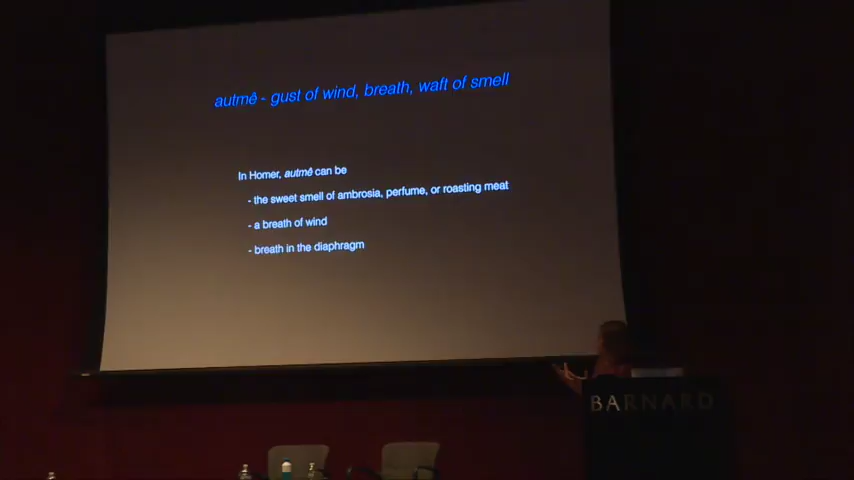 autmê - gust of wind, breath, waft of smell
In Homer, autmê can be
- the sweet smell of ambrosia, perfume, or roasting meat
- a breath of wind
- breath in the diaphragm
BARNARD